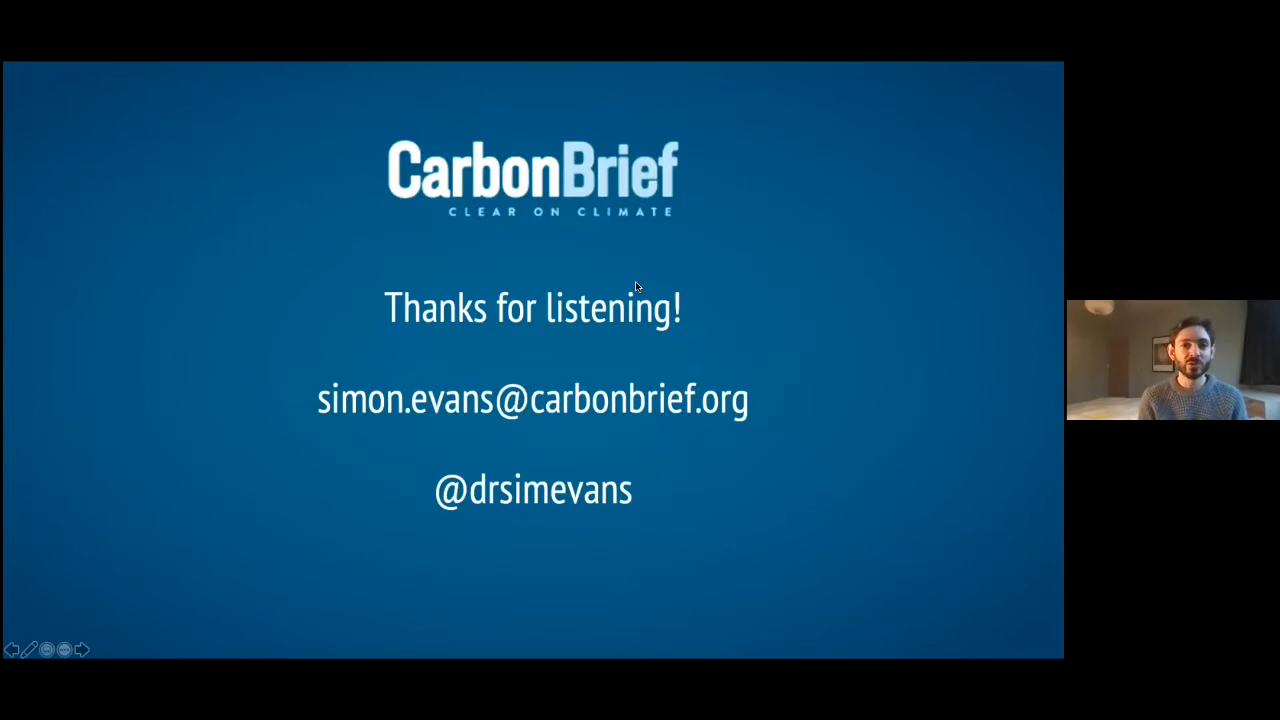 CarbonBrief
CLEAR ON CLIMATE
Thanks for listening!
simon.evans@carbonbrief.org
@drsimevans